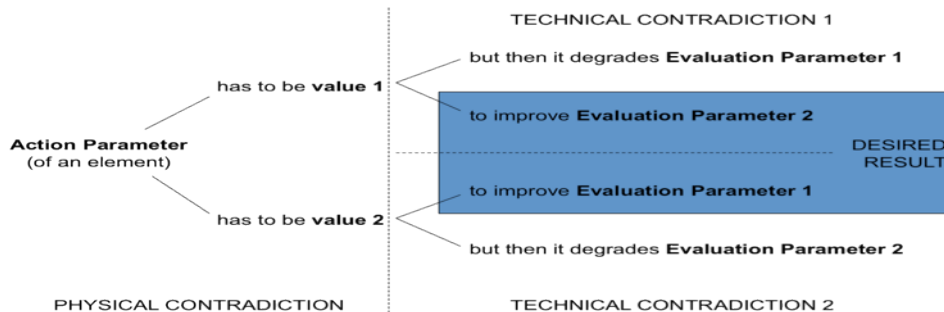 TECHNICAL CONTRADICTION 1
but then it degrades Evaluation Parameter 1
has to be value 1
to improve Evaluation Parameter 2
Action Parameter
(of an element)
DESIRED
RESULT
to improve Evaluation Parameter 1
has to be value 2
but then it degrades Evaluation Parameter 2
PHYSICAL CONTRADICTION
TECHNICAL CONTRADICTION 2